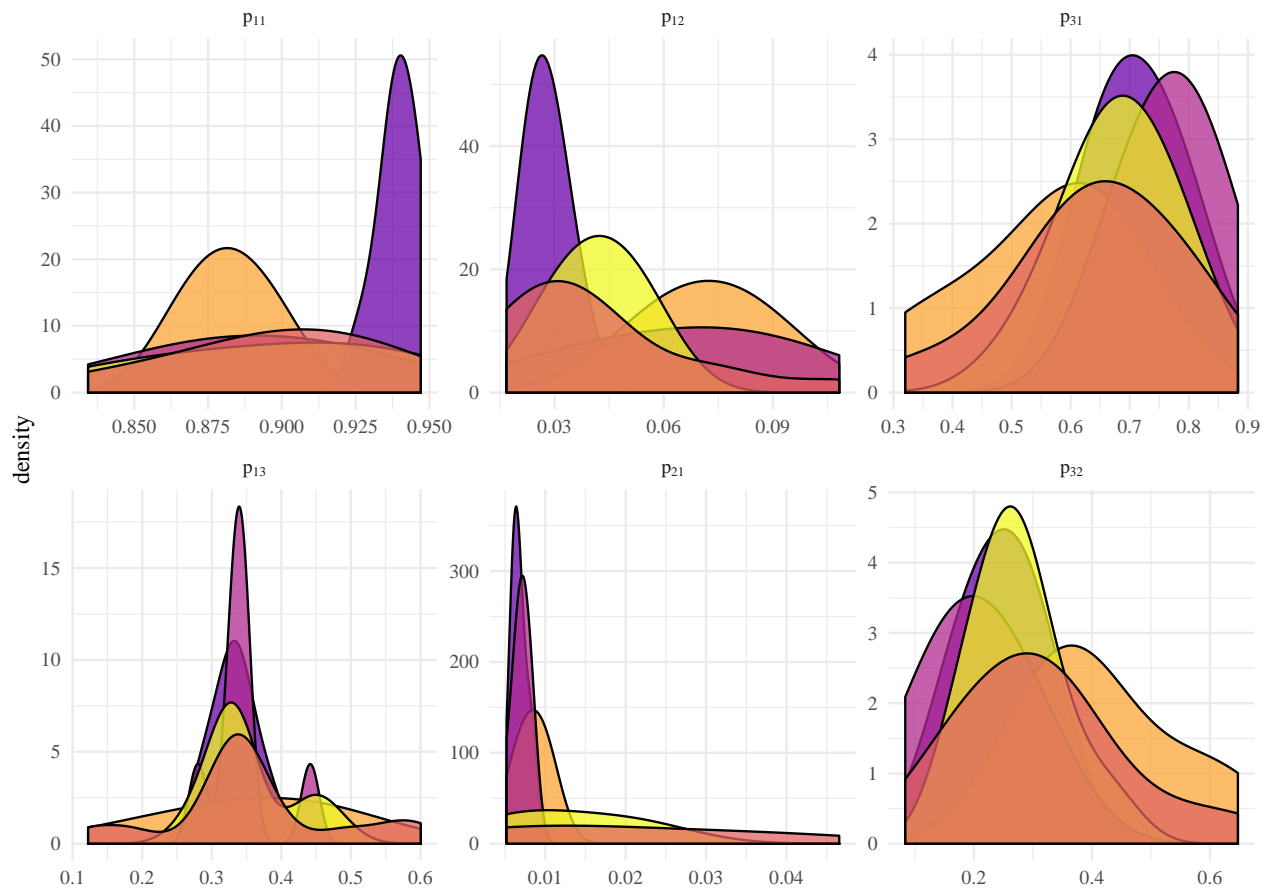 p₁₁ p₁₂ p₃₁
50 40 30 20 10 0
40 20 0
4 3 2 1 0
0.850 0.875 0.900 0.925 0.950
0.03 0.06 0.09
0.3 0.4 0.5 0.6 0.7 0.8 0.9
density
p₁₃ p₂₁ p₃₂
15 10 5 0
300 200 100 0
5 4 3 2 1 0
0.1 0.2 0.3 0.4 0.5 0.6
0.01 0.02 0.03 0.04
0.2 0.4 0.6